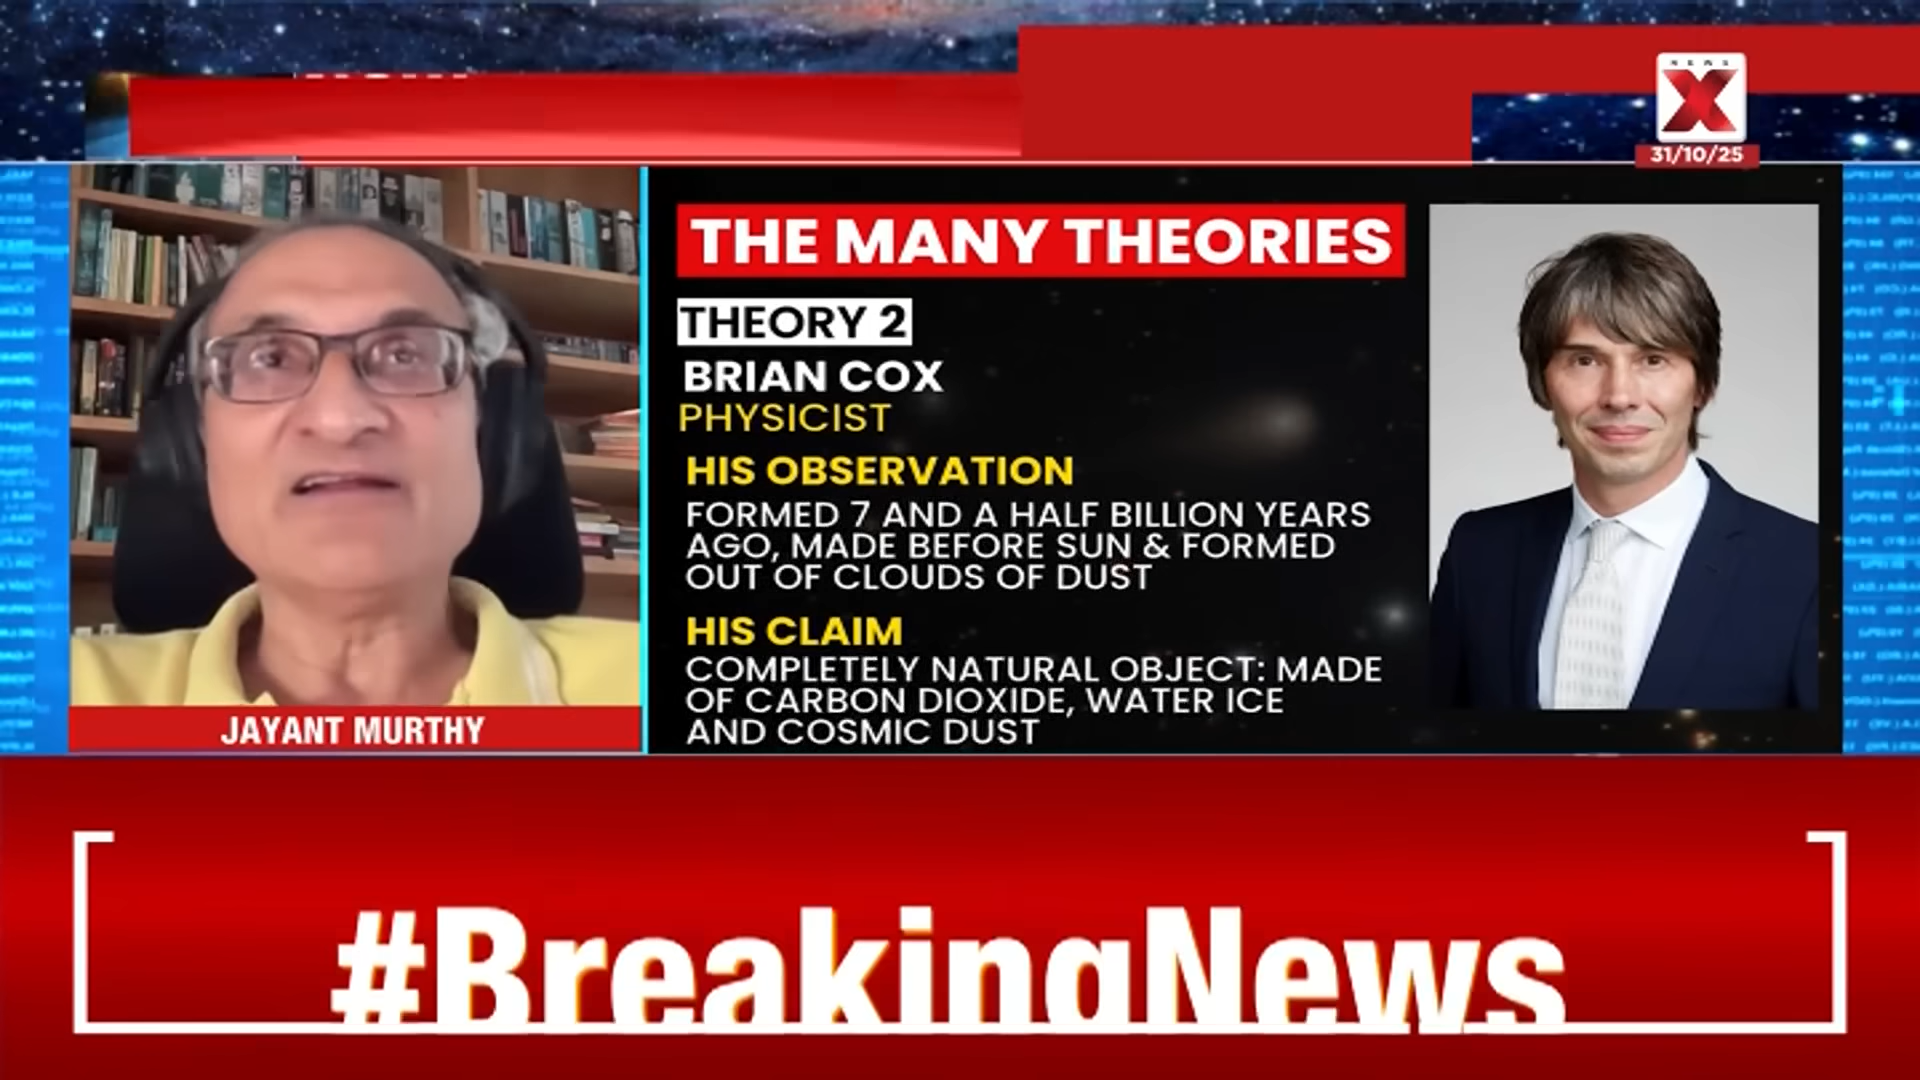 NEWS
X
31/10/25
THE MANY THEORIES
THEORY 2
BRIAN COX
PHYSICIST
HIS OBSERVATION
FORMED 7 AND A HALF BILLION YEARS
AGO, MADE BEFORE SUN & FORMED
OUT OF CLOUDS OF DUST
HIS CLAIM
COMPLETELY NATURAL OBJECT: MADE
OF CARBON DIOXIDE, WATER ICE
AND COSMIC DUST
JAYANT MURTHY
#BreakingNews